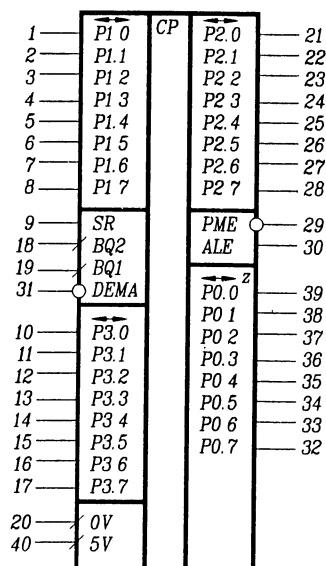 1 P1 0 CP P2.0 21
2 P1.1 P2.1 22
3 P1 2 P2 2 23
4 P1 3 P2 3 24
5 P1.4 P2.4 25
6 P1 5 P2.5 26
7 P1.6 P2.6 27
8 P1 7 P2 7 28
9 SR PME 29
18 BQ2 ALE 30
19 BQ1 Z
31 DEMA P0.0 39
P0 1 38
10 P3.0 P0 2 37
11 P3.1 P0.3 36
12 P3.2 P0 4 35
13 P3.3 P0.5 34
14 P3 4 P0 6 33
15 P3.5 P0.7 32
16 P3 6
17 P3.7
20 0V
40 5V